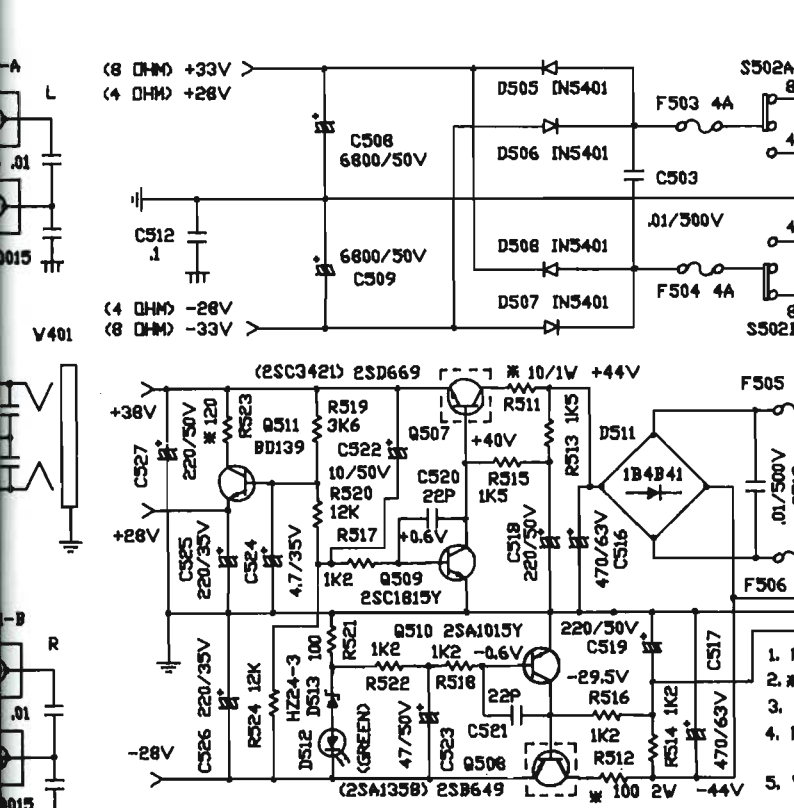 -A
L
.01
0015
(8 OHM) +33V
(4 OHM) +28V
C508
6800/50V
D505 IN5401
D506 IN5401
F503 4A
S502A
C503
.01/500V
C512
.1
6800/50V
C509
D508 IN5401
D507 IN5401
F504 4A
(4 OHM) -28V
(8 OHM) -33V
W401
(2SC3421) 2SD669
※ 10/1W +44V
R511
F505
+38V
C527
220/50V
※ 120
R523
Q511
BD139
R519
3K6
C522
10/50V
R520
12K
Q507
+40V
R515
1K5
R513 1K5
D511
1B4B41
.01/500V
C520
22P
R517
+0.6V
1K2
Q509
2SC1815Y
C518
220/50V
470/63V
C516
+28V
C525
220/35V
C524
4.7/35V
F506
-B
R
.01
0015
R521
100
Q510 2SA1015Y
1K2
R522
1K2
R518
-0.6V
220/50V
C519
C517
470/63V
-29.5V
R516
1K2
R514 1K2
R512
C526 220/35V
R524 12K
HZ24-3
D513
D512
(GREEN)
47/50V
C523
22P
C521
Q508
-28V
(2SA1358) 2SB649
※ 100 2W -44V
1.
2. ※
3.
4.
5.